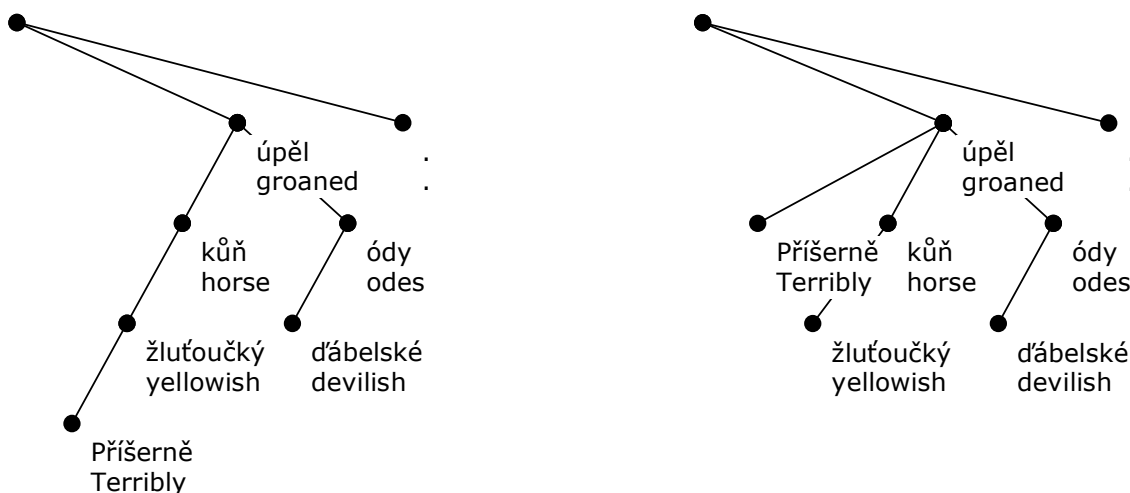 úpěl
groaned
.
.
kůň
horse
ódy
odes
žluťoučký
yellowish
ďábelské
devilish
Příšerně
Terribly
úpěl
groaned
.
.
Příšerně
Terribly
kůň
horse
ódy
odes
žluťoučký
yellowish
ďábelské
devilish